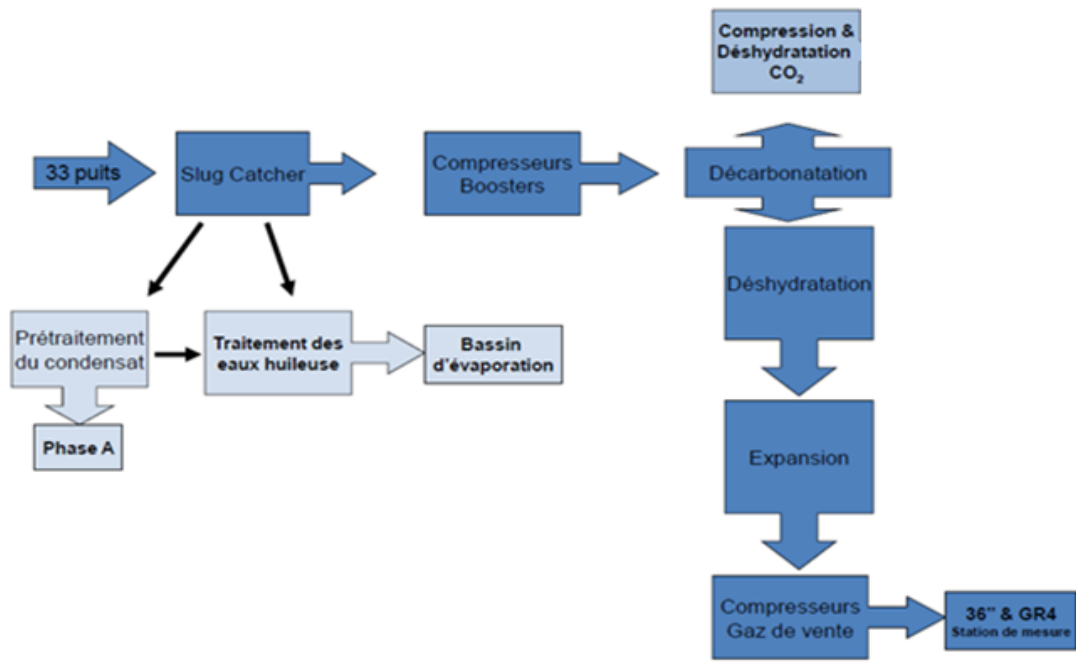 Compression &
Déshydratation
CO₂
33 puits
Slug Catcher
Compresseurs
Boosters
Décarbonatation
Déshydratation
Prétraitement
du condensat
Traitement des
eaux huileuse
Bassin
d'évaporation
Phase A
Expansion
Compresseurs
Gaz de vente
36" & GR4
Station de mesure